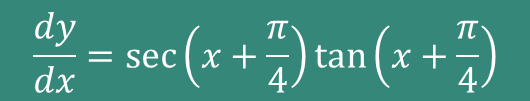 dy/dx = sec(x + π/4) tan(x + π/4)